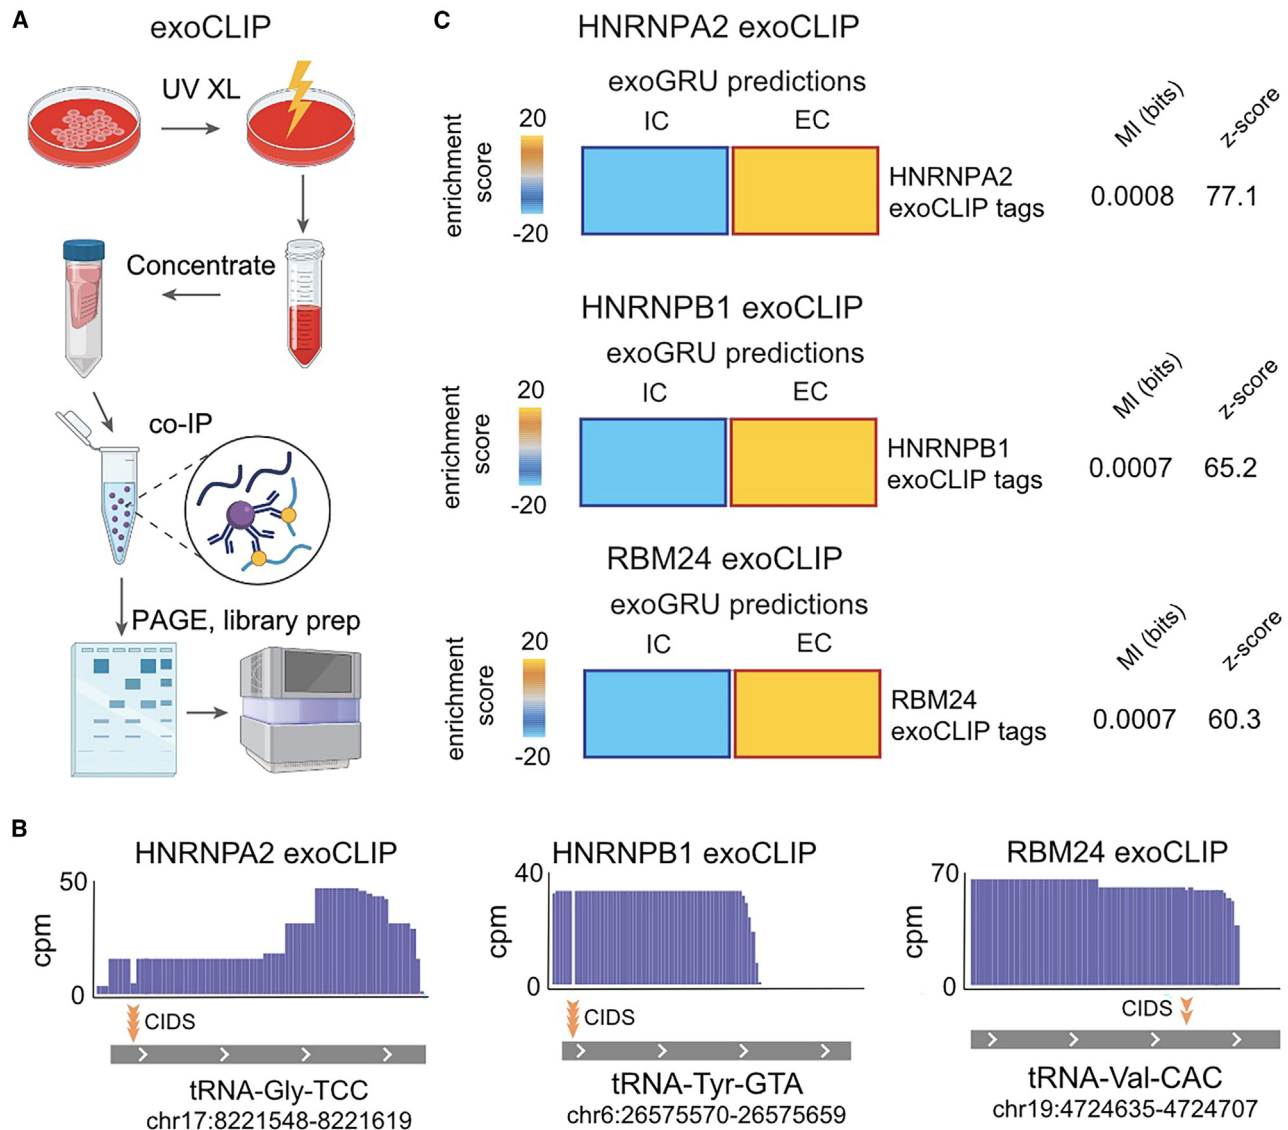 A
exoCLIP
UV XL
Concentrate
co-IP
PAGE, library prep
C
HNRNPA2 exoCLIP
exoGRU predictions
enrichment
score
20
-20
IC EC
HNRNPA2
exoCLIP tags
MI (bits) z-score
0.0008 77.1
HNRNPB1 exoCLIP
exoGRU predictions
enrichment
score
20
-20
IC EC
HNRNPB1
exoCLIP tags
MI (bits) z-score
0.0007 65.2
RBM24 exoCLIP
exoGRU predictions
enrichment
score
20
-20
IC EC
RBM24
exoCLIP tags
MI (bits) z-score
0.0007 60.3
B
HNRNPA2 exoCLIP
50
cpm
0
CIDS
tRNA-Gly-TCC
chr17:8221548-8221619
HNRNPB1 exoCLIP
40
cpm
0
CIDS
tRNA-Tyr-GTA
chr6:26575570-26575659
RBM24 exoCLIP
70
cpm
0
CIDS
tRNA-Val-CAC
chr19:4724635-4724707